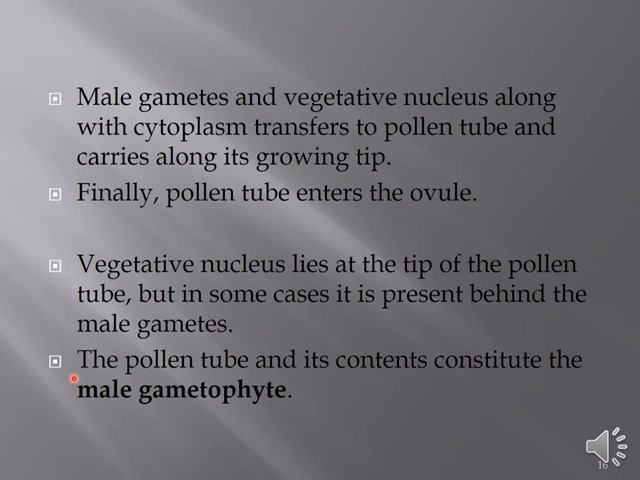 Male gametes and vegetative nucleus along
with cytoplasm transfers to pollen tube and
carries along its growing tip.
Finally, pollen tube enters the ovule.
Vegetative nucleus lies at the tip of the pollen
tube, but in some cases it is present behind the
male gametes.
The pollen tube and its contents constitute the
male gametophyte.
16